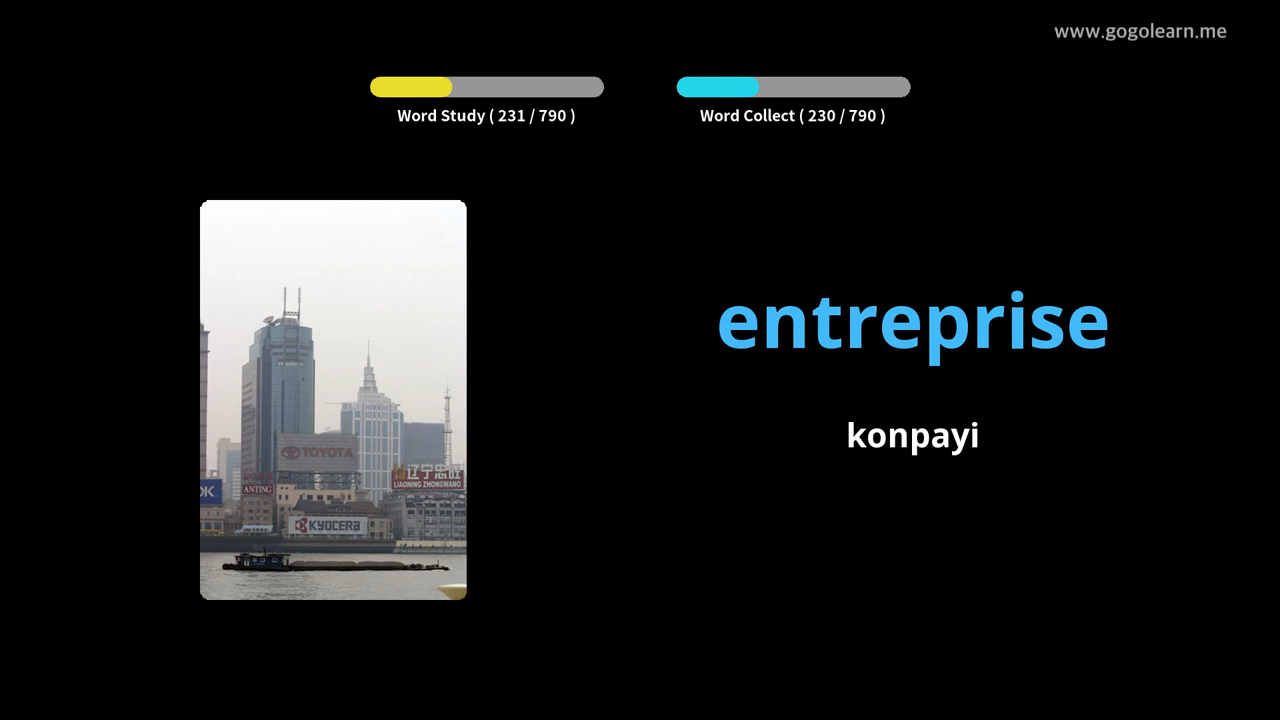 www.gogolearn.me
Word Study ( 231 / 790 )
Word Collect ( 230 / 790 )
entreprise
konpayi
TOYOTA
辽宁忠旺
LIAONING ZHONGWANG
OK
ANTING
KYOCERA